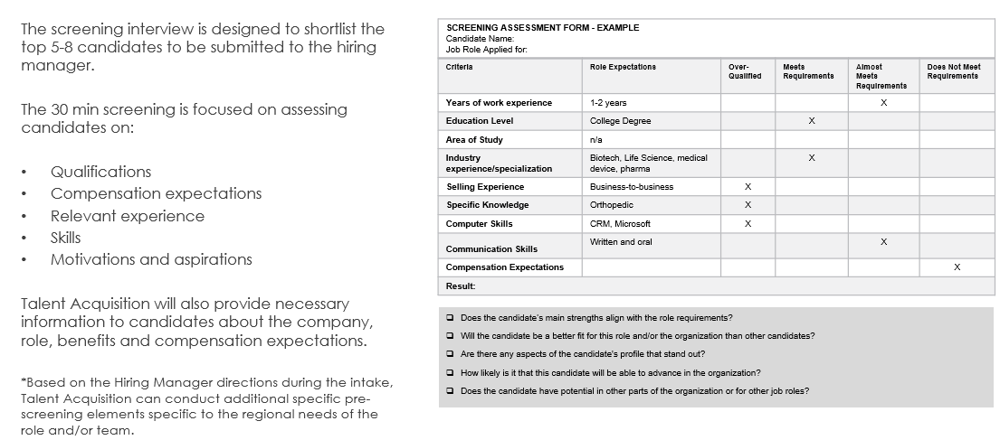 The screening interview is designed to shortlist the
top 5-8 candidates to be submitted to the hiring
manager.
The 30 min screening is focused on assessing
candidates on:
• Qualifications
• Compensation expectations
• Relevant experience
• Skills
• Motivations and aspirations
Talent Acquisition will also provide necessary
information to candidates about the company,
role, benefits and compensation expectations.
*Based on the Hiring Manager directions during the intake,
Talent Acquisition can conduct additional specific pre-
screening elements specific to the regional needs of the
role and/or team.
SCREENING ASSESSMENT FORM - EXAMPLE
Candidate Name:
Job Role Applied for:
Criteria
Role Expectations
Over-
Qualified
Meets
Requirements
Almost
Meets
Requirements
Does Not Meet
Requirements
Years of work experience
1-2 years
X
Education Level
College Degree
X
Area of Study
n/a
Industry
experience/specialization
Biotech, Life Science, medical
device, pharma
X
Selling Experience
Business-to-business
X
Specific Knowledge
Orthopedic
X
Computer Skills
CRM, Microsoft
X
Communication Skills
Written and oral
X
Compensation Expectations
X
Result:
❑ Does the candidate's main strengths align with the role requirements?
❑ Will the candidate be a better fit for this role and/or the organization than other candidates?
❑ Are there any aspects of the candidate's profile that stand out?
❑ How likely is it that this candidate will be able to advance in the organization?
❑ Does the candidate have potential in other parts of the organization or for other job roles?